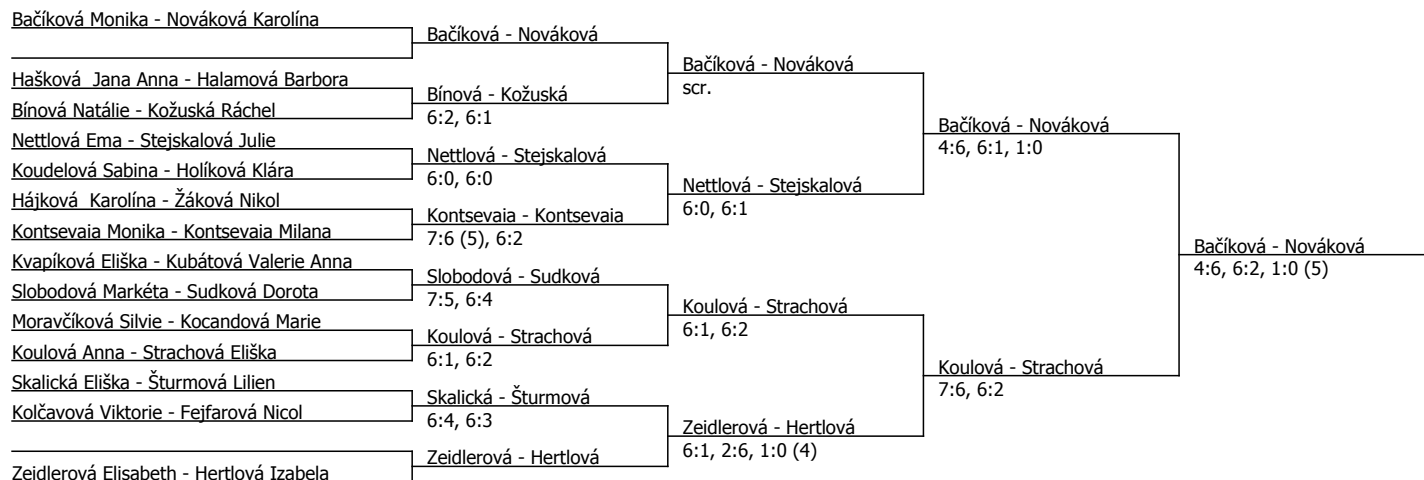 Bačíková Monika - Nováková Karolína
Hašková  Jana Anna - Halamová Barbora
Bínová Natálie - Kožuská Ráchel
Nettlová Ema - Stejskalová Julie
Koudelová Sabina - Holíková Klára
Hájková  Karolína - Žáková Nikol
Kontsevaia Monika - Kontsevaia Milana
Kvapíková Eliška - Kubátová Valerie Anna
Slobodová Markéta - Sudková Dorota
Moravčíková Silvie - Kocandová Marie
Koulová Anna - Strachová Eliška
Skalická Eliška - Šturmová Lilien
Kolčavová Viktorie - Fejfarová Nicol
Zeidlerová Elisabeth - Hertlová Izabela
Bačíková - Nováková
Bínová - Kožuská
6:2, 6:1
Nettlová - Stejskalová
6:0, 6:0
Kontsevaia - Kontsevaia
7:6 (5), 6:2
Slobodová - Sudková
7:5, 6:4
Koulová - Strachová
6:1, 6:2
Skalická - Šturmová
6:4, 6:3
Zeidlerová - Hertlová
Bačíková - Nováková
scr.
Nettlová - Stejskalová
6:0, 6:1
Koulová - Strachová
6:1, 6:2
Zeidlerová - Hertlová
6:1, 2:6, 1:0 (4)
Bačíková - Nováková
4:6, 6:1, 1:0
Koulová - Strachová
7:6, 6:2
Bačíková - Nováková
4:6, 6:2, 1:0 (5)